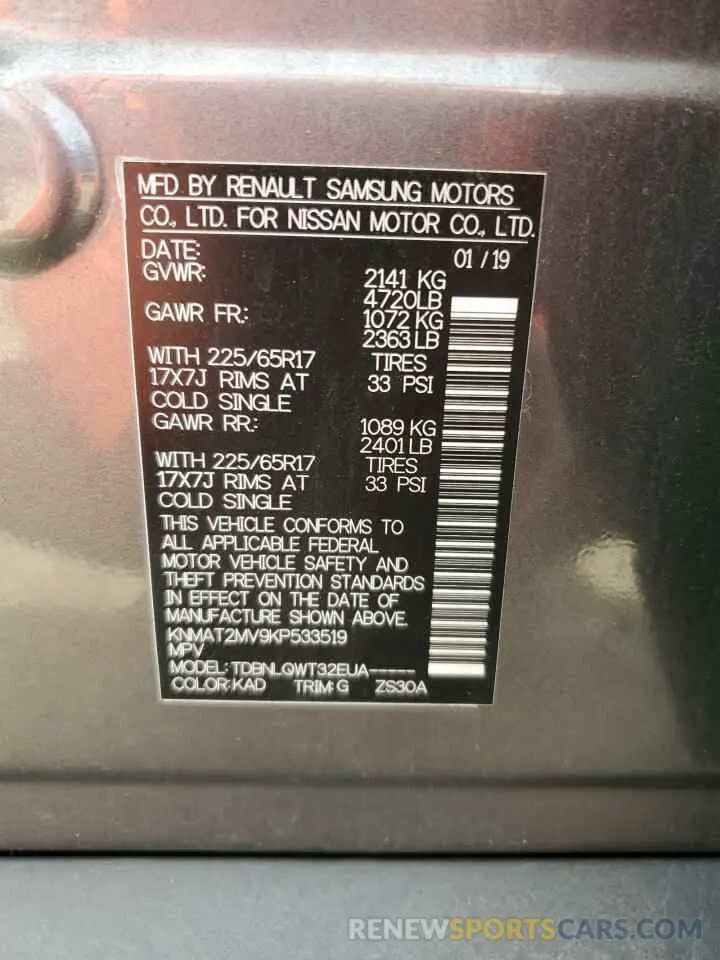 MFD BY RENAULT SAMSUNG MOTORS
CO., LTD. FOR NISSAN MOTOR CO., LTD.
DATE: 01 / 19
GVWR: 2141 KG
4720LB
GAWR FR.: 1072 KG
2363 LB
WITH 225/65R17 TIRES
17X7J RIMS AT 33 PSI
COLD SINGLE
GAWR RR.: 1089 KG
2401 LB
WITH 225/65R17 TIRES
17X7J RIMS AT 33 PSI
COLD SINGLE
THIS VEHICLE CONFORMS TO
ALL APPLICABLE FEDERAL
MOTOR VEHICLE SAFETY AND
THEFT PREVENTION STANDARDS
IN EFFECT ON THE DATE OF
MANUFACTURE SHOWN ABOVE.
KNMAT2MV9KP533519
MPV
MODEL: TDBNLQWT32EUA-----
COLOR:KAD TRIM:G ZS30A
RENEWSPORTSCARS.COM